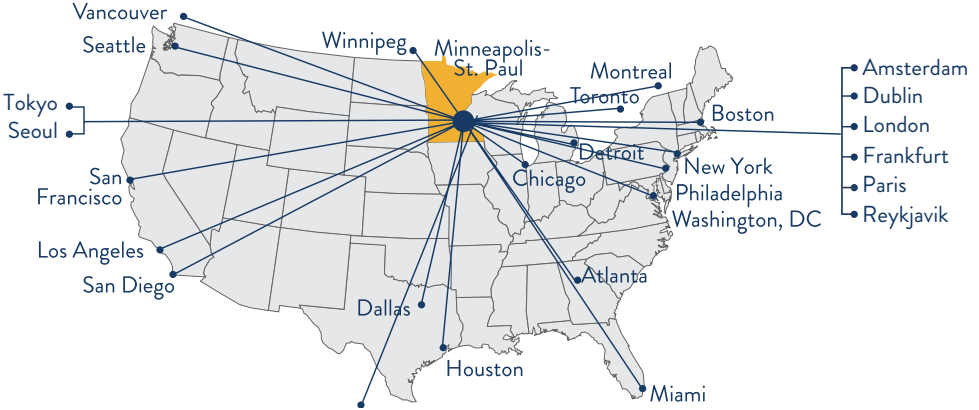 Vancouver
Seattle
Winnipeg
Minneapolis-
St. Paul
Montreal
Toronto
Boston
Amsterdam
Dublin
London
Frankfurt
Paris
Reykjavik
Tokyo
Seoul
Detroit
Chicago
New York
Philadelphia
Washington, DC
San
Francisco
Los Angeles
San Diego
Dallas
Houston
Atlanta
Miami